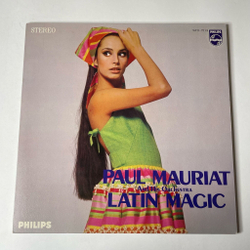 STEREO
PHILIPS
PAUL MAURIAT
And His Orchestra
LATIN MAGIC
PHILIPS